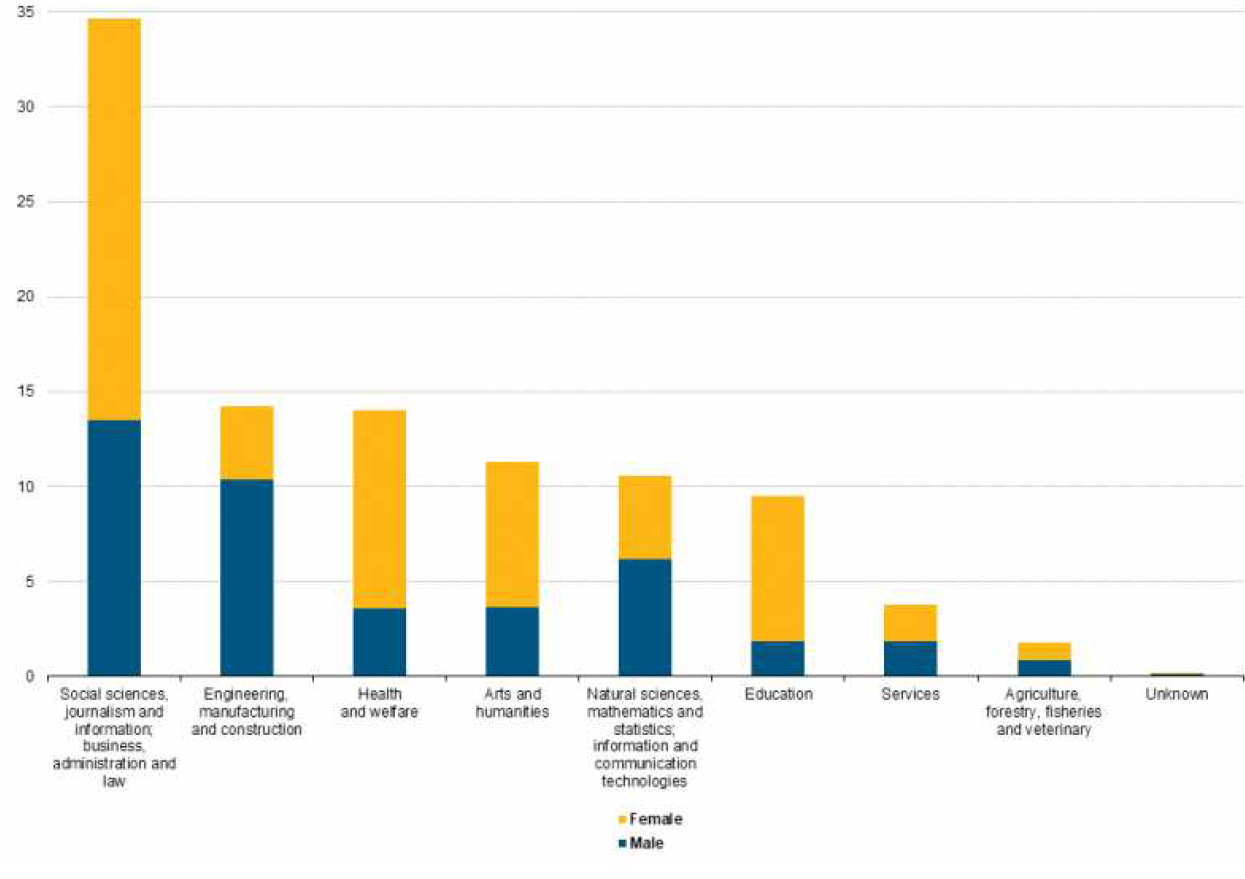 35
30
25
20
15
10
5
0
Social sciences,
journalism and
information;
business,
administration and
law
Engineering,
manufacturing
and construction
Health
and welfare
Arts and
humanities
Natural sciences,
mathematics and
statistics;
information and
communication
technologies
Education
Services
Agriculture,
forestry, fisheries
and veterinary
Unknown
Female
Male